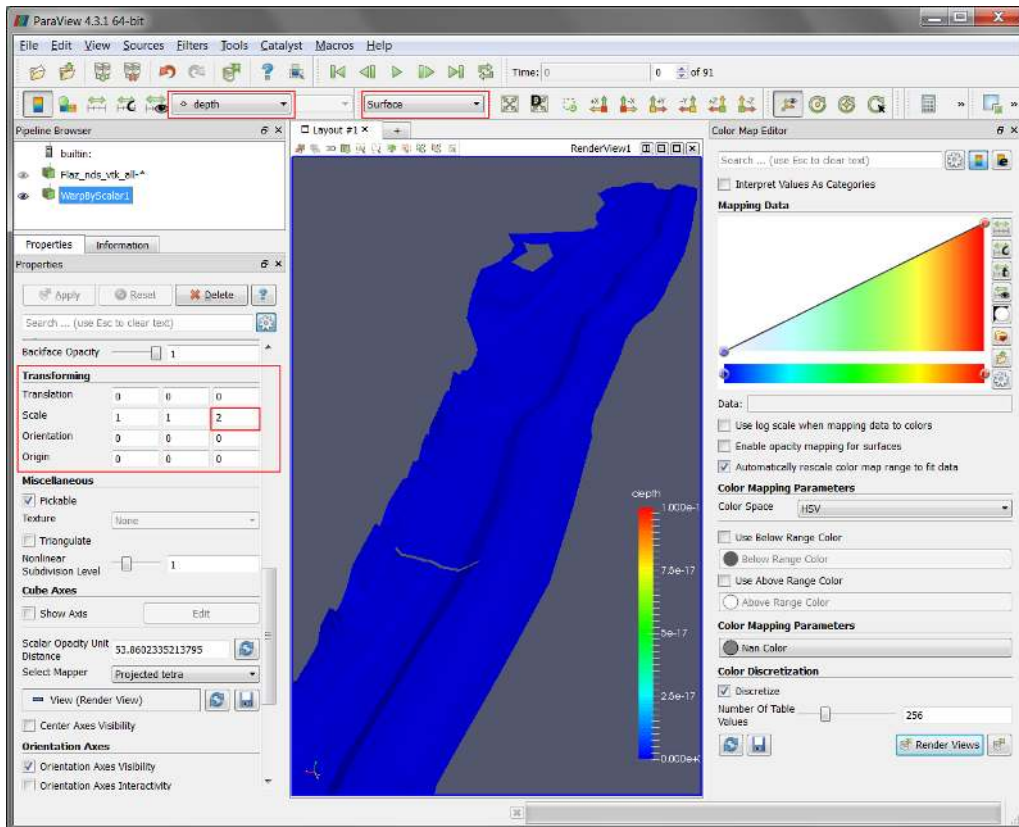 ParaView 4.3.1 64-bit
File Edit View Sources Filters Tools Catalyst Macros Help
Time: 0 0 of 91
depth Surface
Pipeline Browser
builtin:
Flaz_nds_vtk_all-*
WarpByScalar1
Properties Information
Properties
Apply Reset Delete ?
Search ... (use Esc to clear text)
Backface Opacity 1
Transforming
Translation 0 0 0
Scale 1 1 2
Orientation 0 0 0
Origin 0 0 0
Miscellaneous
Pickable
Texture None
Triangulate
Nonlinear Subdivision Level 1
Cube Axes
Show Axis Edit
Scalar Opacity Unit Distance 53.8602335213795
Select Mapper Projected tetra
View (Render View)
Center Axes Visibility
Orientation Axes
Orientation Axes Visibility
Orientation Axes Interactivity
Layout #1
RenderView1
depth
1.000e-1
7.5e-17
5e-17
2.5e-17
0.000e+0
Color Map Editor
Search ... (use Esc to clear text)
Interpret Values As Categories
Mapping Data
Data:
Use log scale when mapping data to colors
Enable opacity mapping for surfaces
Automatically rescale color map range to fit data
Color Mapping Parameters
Color Space HSV
Use Below Range Color
Below Range Color
Use Above Range Color
Above Range Color
Color Mapping Parameters
Nan Color
Color Discretization
Discretize
Number Of Table Values 256
Render Views